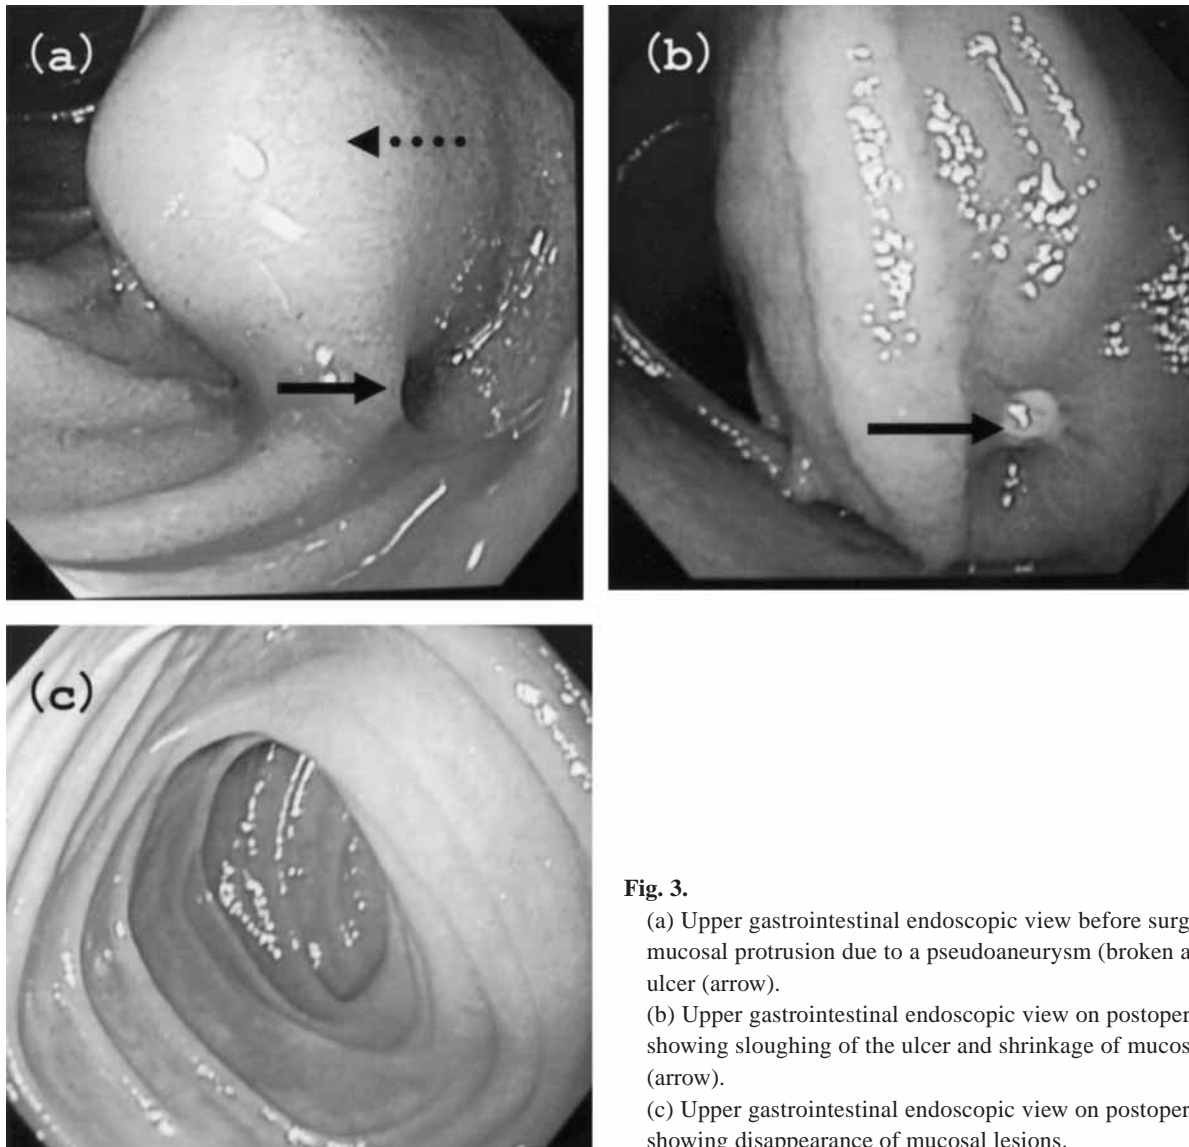 (a)
(b)
(c)
Fig. 3.
(a) Upper gastrointestinal endoscopic view before surg
mucosal protrusion due to a pseudoaneurysm (broken a
ulcer (arrow).
(b) Upper gastrointestinal endoscopic view on postoper
showing sloughing of the ulcer and shrinkage of mucos
(arrow).
(c) Upper gastrointestinal endoscopic view on postoper
showing disappearance of mucosal lesions.